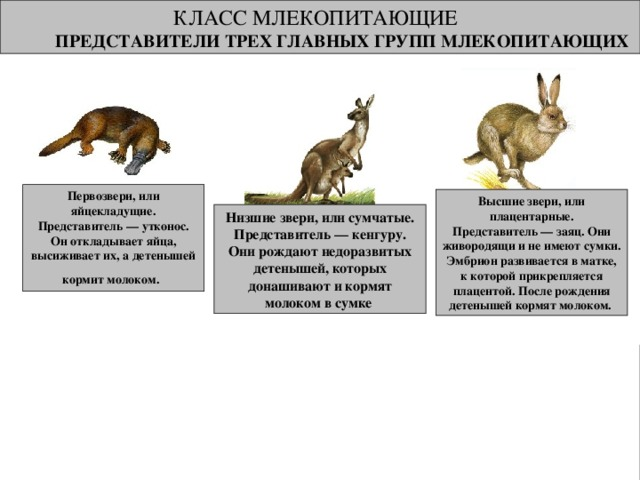 КЛАСС МЛЕКОПИТАЮЩИЕ
ПРЕДСТАВИТЕЛИ ТРЕХ ГЛАВНЫХ ГРУПП МЛЕКОПИТАЮЩИХ
Первозвери, или
яйцекладущие.
Представитель — утконос.
Он откладывает яйца,
высиживает их, а детенышей
кормит молоком.
Низшие звери, или сумчатые.
Представитель — кенгуру.
Они рождают недоразвитых
детенышей, которых
донашивают и кормят
молоком в сумке
Высшие звери, или
плацентарные.
Представитель — заяц. Они
живородящи и не имеют сумки.
Эмбрион развивается в матке,
к которой прикрепляется
плацентой. После рождения
детенышей кормят молоком.